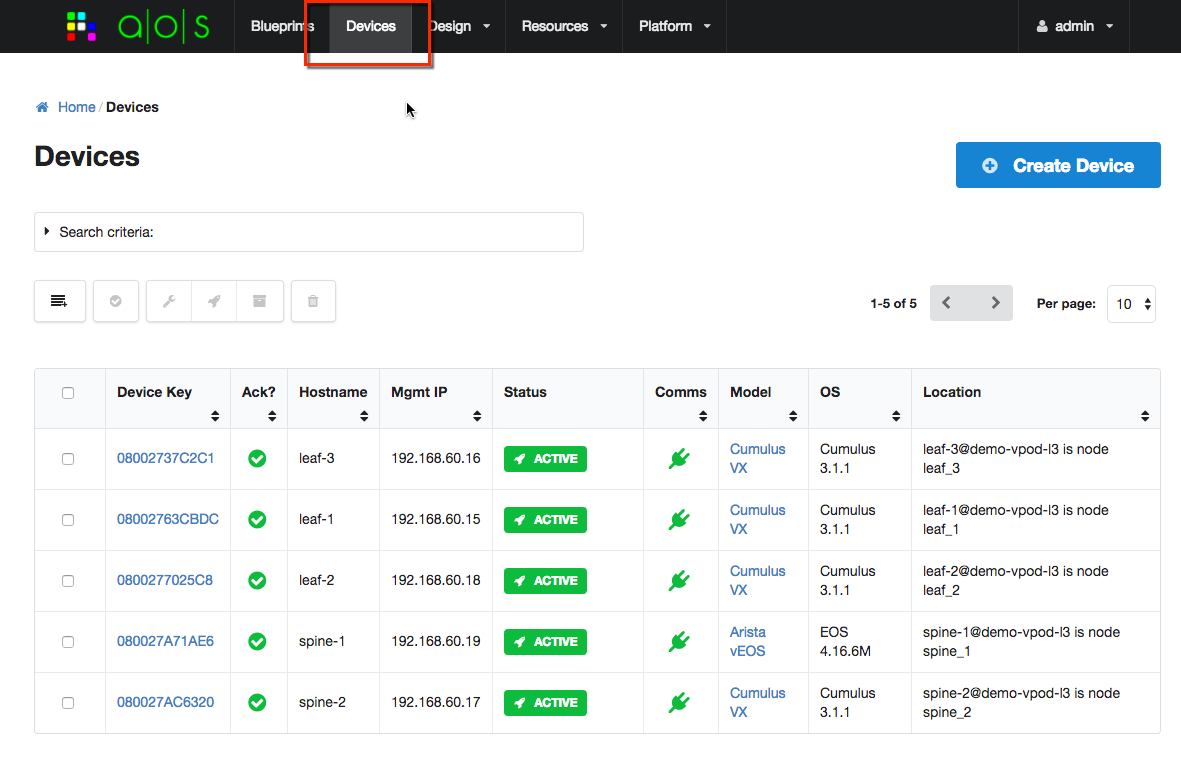 a|o|s Blueprints Devices Design Resources Platform admin
Home / Devices
Devices
Create Device
Search criteria:
1-5 of 5 Per page: 10
Device Key Ack? Hostname Mgmt IP Status Comms Model OS Location
08002737C2C1 leaf-3 192.168.60.16 ACTIVE Cumulus VX Cumulus 3.1.1 leaf-3@demo-vpod-l3 is node leaf_3
08002763CBDC leaf-1 192.168.60.15 ACTIVE Cumulus VX Cumulus 3.1.1 leaf-1@demo-vpod-l3 is node leaf_1
0800277025C8 leaf-2 192.168.60.18 ACTIVE Cumulus VX Cumulus 3.1.1 leaf-2@demo-vpod-l3 is node leaf_2
080027A71AE6 spine-1 192.168.60.19 ACTIVE Arista vEOS EOS 4.16.6M spine-1@demo-vpod-l3 is node spine_1
080027AC6320 spine-2 192.168.60.17 ACTIVE Cumulus VX Cumulus 3.1.1 spine-2@demo-vpod-l3 is node spine_2